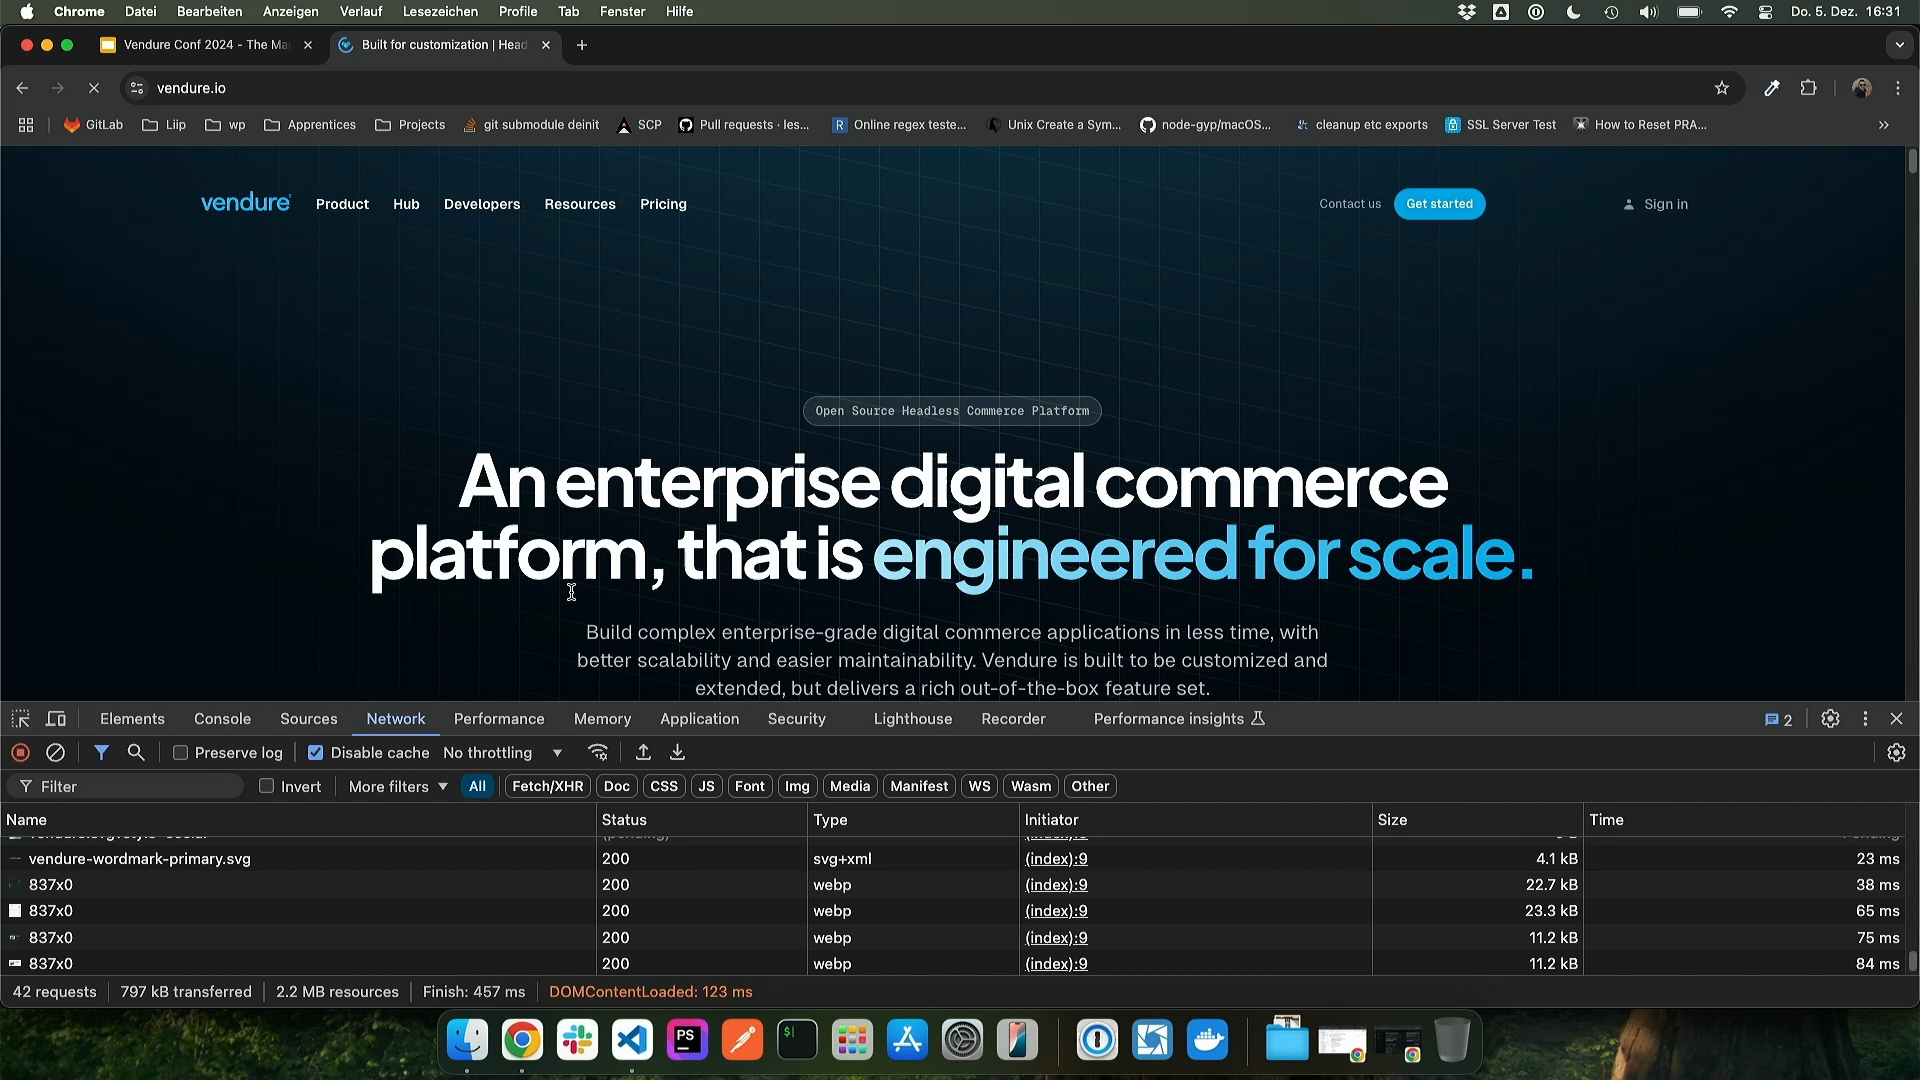 Chrome Datei Bearbeiten Anzeigen Verlauf Lesezeichen Profile Tab Fenster Hilfe Do. 5. Dez. 16:31
Vendure Conf 2024 - The Ma Built for customization | Head
vendure.io
GitLab Liip wp Apprentices Projects git submodule deinit SCP Pull requests · les... Online regex teste... Unix Create a Sym... node-gyp/macOS... cleanup etc exports SSL Server Test How to Reset PRA...
vendure Product Hub Developers Resources Pricing Contact us Get started Sign in
Open Source Headless Commerce Platform
An enterprise digital commerce
platform, that is engineered for scale.
Build complex enterprise-grade digital commerce applications in less time, with
better scalability and easier maintainability. Vendure is built to be customized and
extended, but delivers a rich out-of-the-box feature set.
Elements Console Sources Network Performance Memory Application Security Lighthouse Recorder Performance insights 2
Preserve log Disable cache No throttling
Filter Invert More filters All Fetch/XHR Doc CSS JS Font Img Media Manifest WS Wasm Other
Name Status Type Initiator Size Time
vendure-wordmark-primary.svg 200 svg+xml (index):9 4.1 kB 23 ms
837x0 200 webp (index):9 22.7 kB 38 ms
837x0 200 webp (index):9 23.3 kB 65 ms
837x0 200 webp (index):9 11.2 kB 75 ms
837x0 200 webp (index):9 11.2 kB 84 ms
42 requests 797 kB transferred 2.2 MB resources Finish: 457 ms DOMContentLoaded: 123 ms
PS $